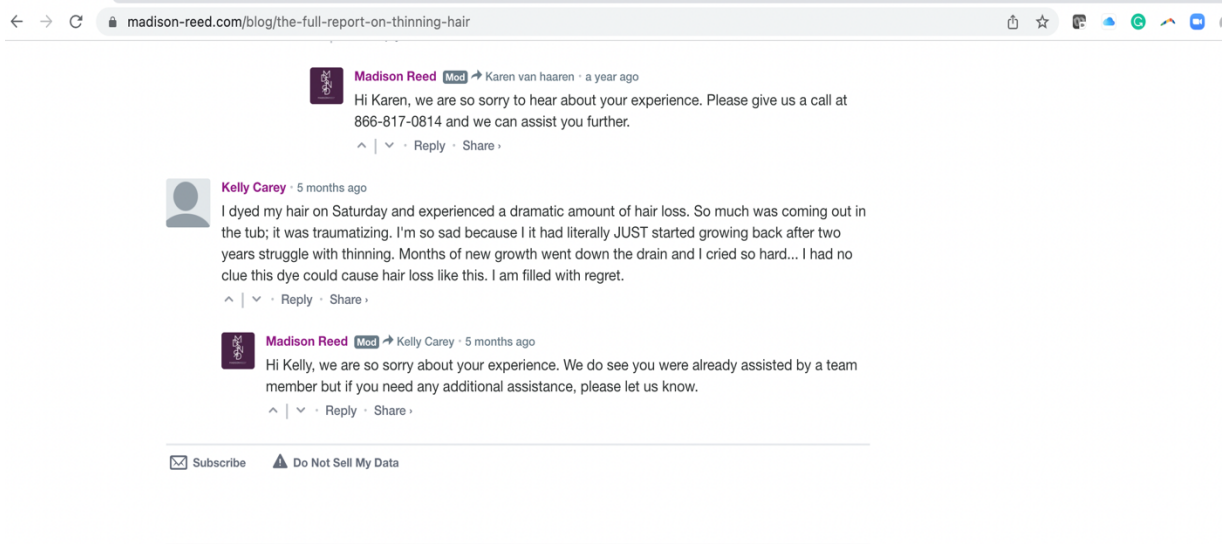 madison-reed.com/blog/the-full-report-on-thinning-hair
Madison Reed Mod Karen van haaren · a year ago
Hi Karen, we are so sorry to hear about your experience. Please give us a call at
866-817-0814 and we can assist you further.
Reply · Share ›
Kelly Carey · 5 months ago
I dyed my hair on Saturday and experienced a dramatic amount of hair loss. So much was coming out in
the tub; it was traumatizing. I'm so sad because I it had literally JUST started growing back after two
years struggle with thinning. Months of new growth went down the drain and I cried so hard... I had no
clue this dye could cause hair loss like this. I am filled with regret.
Reply · Share ›
Madison Reed Mod Kelly Carey · 5 months ago
Hi Kelly, we are so sorry about your experience. We do see you were already assisted by a team
member but if you need any additional assistance, please let us know.
Reply · Share ›
Subscribe Do Not Sell My Data